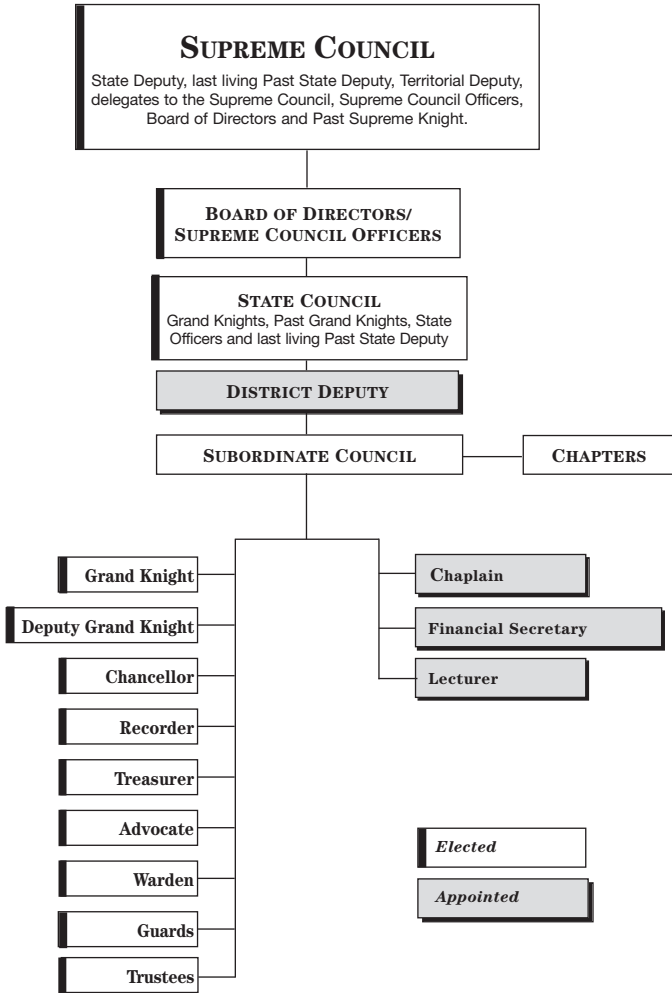 SUPREME COUNCIL
State Deputy, last living Past State Deputy, Territorial Deputy,
delegates to the Supreme Council, Supreme Council Officers,
Board of Directors and Past Supreme Knight.
BOARD OF DIRECTORS/
SUPREME COUNCIL OFFICERS
STATE COUNCIL
Grand Knights, Past Grand Knights, State
Officers and last living Past State Deputy
DISTRICT DEPUTY
SUBORDINATE COUNCIL
CHAPTERS
Grand Knight
Deputy Grand Knight
Chancellor
Recorder
Treasurer
Advocate
Warden
Guards
Trustees
Chaplain
Financial Secretary
Lecturer
Elected
Appointed